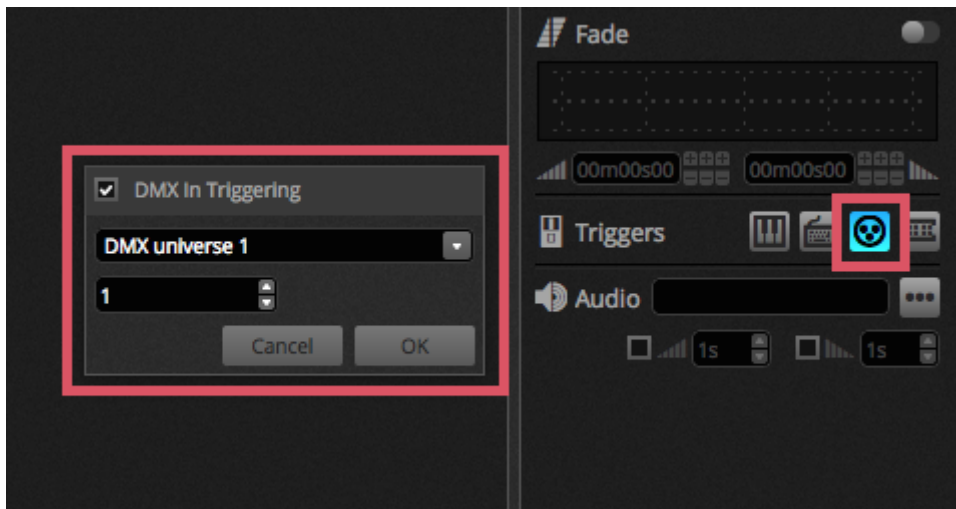 Fade
00m00s00 00m00s00
DMX In Triggering
DMX universe 1
1
Cancel OK
Triggers
Audio
1s 1s